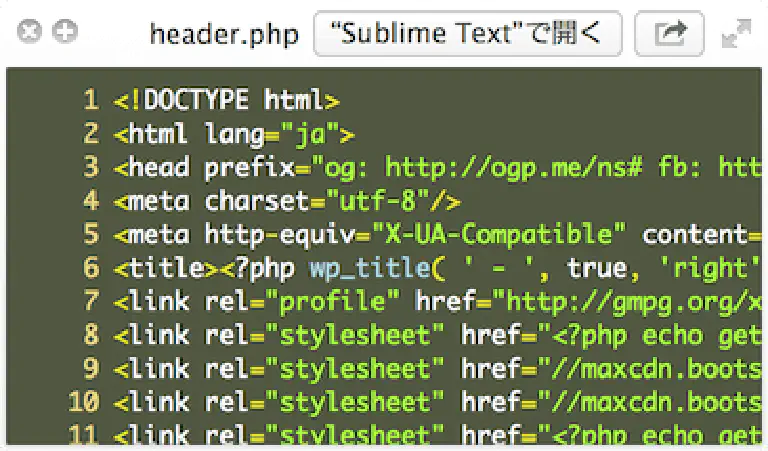 header.php "Sublime Text"で開く
1 <!DOCTYPE html>
2 <html lang="ja">
3 <head prefix="og: http://ogp.me/ns# fb: htt
4 <meta charset="utf-8"/>
5 <meta http-equiv="X-UA-Compatible" content=
6 <title><?php wp_title( ' - ', true, 'right'
7 <link rel="profile" href="http://gmpg.org/x
8 <link rel="stylesheet" href="<?php echo get
9 <link rel="stylesheet" href="//maxcdn.boots
10 <link rel="stylesheet" href="//maxcdn.boots
11 <link rel="stylesheet" href="<?php echo get